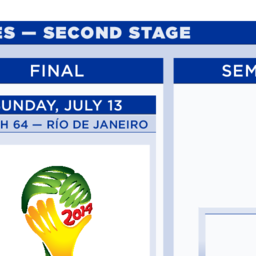 ES — SECOND STAGE
FINAL
SEM
UNDAY, JULY 13
H 64 — RÍO DE JANEIRO
2014